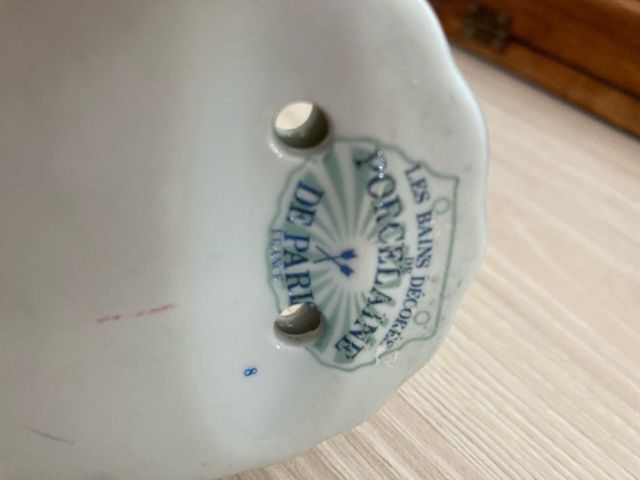 LES BAINS DÉCORÉS
DE
PORCELAINE
DE PARIS
FRANCE
8